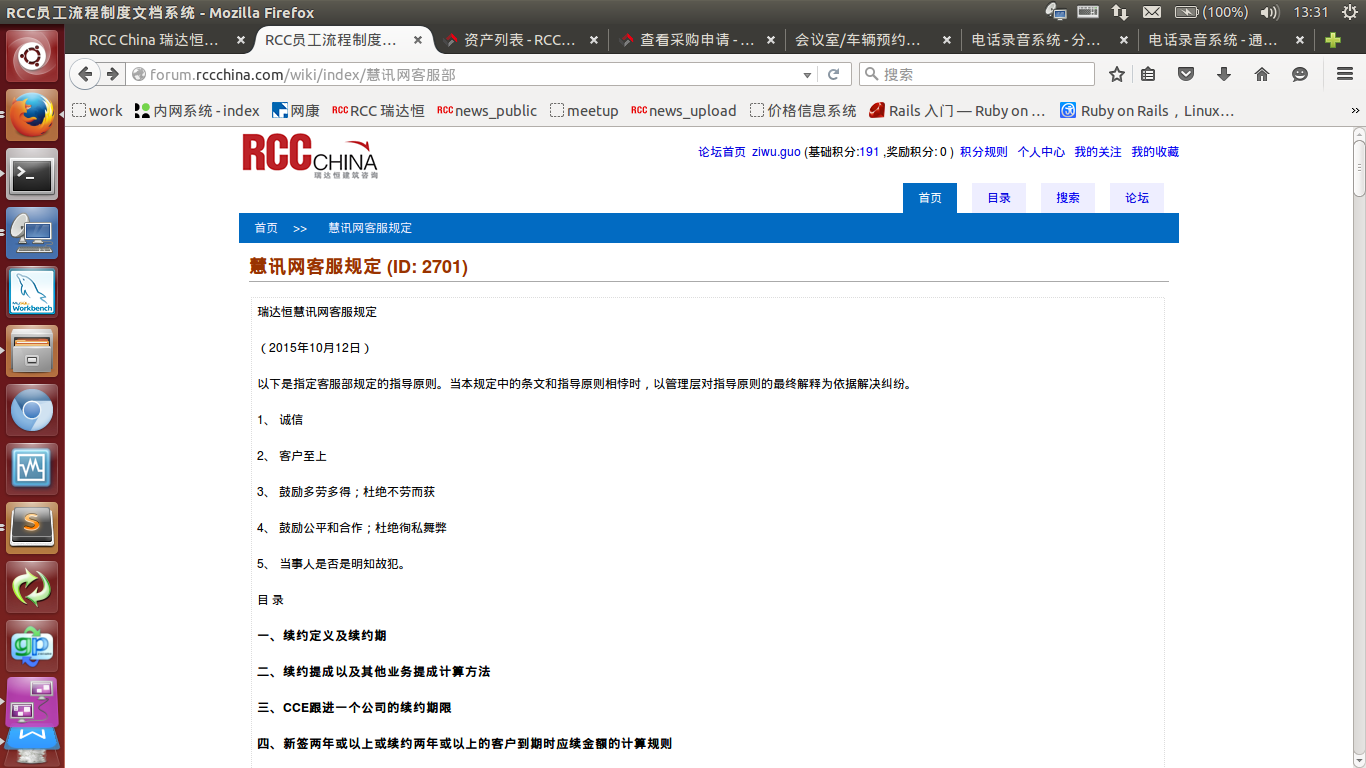 RCC员工流程制度文档系统 - Mozilla Firefox
(100%)
13:31
RCC China 瑞达恒…
RCC员工流程制度…
资产列表 - RCC…
查看采购申请 - …
会议室/车辆预约…
电话录音系统 - 分…
电话录音系统 - 通…
forum.rccchina.com/wiki/index/慧讯网客服部
搜索
work
内网系统 - index
网康
RCC RCC 瑞达恒
RCC news_public
meetup
RCC news_upload
价格信息系统
Rails 入门 — Ruby on …
Ruby on Rails，Linux…
»
RCC CHINA
瑞达恒建筑咨询
论坛首页 ziwu.guo (基础积分:191 ,奖励积分: 0 ) 积分规则 个人中心 我的关注 我的收藏
首页
目录
搜索
论坛
首页 >> 慧讯网客服规定
慧讯网客服规定 (ID: 2701)
瑞达恒慧讯网客服规定
（2015年10月12日）
以下是指定客服部规定的指导原则。当本规定中的条文和指导原则相悖时，以管理层对指导原则的最终解释为依据解决纠纷。
1、 诚信
2、 客户至上
3、 鼓励多劳多得；杜绝不劳而获
4、 鼓励公平和合作；杜绝徇私舞弊
5、 当事人是否是明知故犯。
目 录
一、续约定义及续约期
二、续约提成以及其他业务提成计算方法
三、CCE跟进一个公司的续约期限
四、新签两年或以上或续约两年或以上的客户到期时应续金额的计算规则
My
Workbench
S
gp